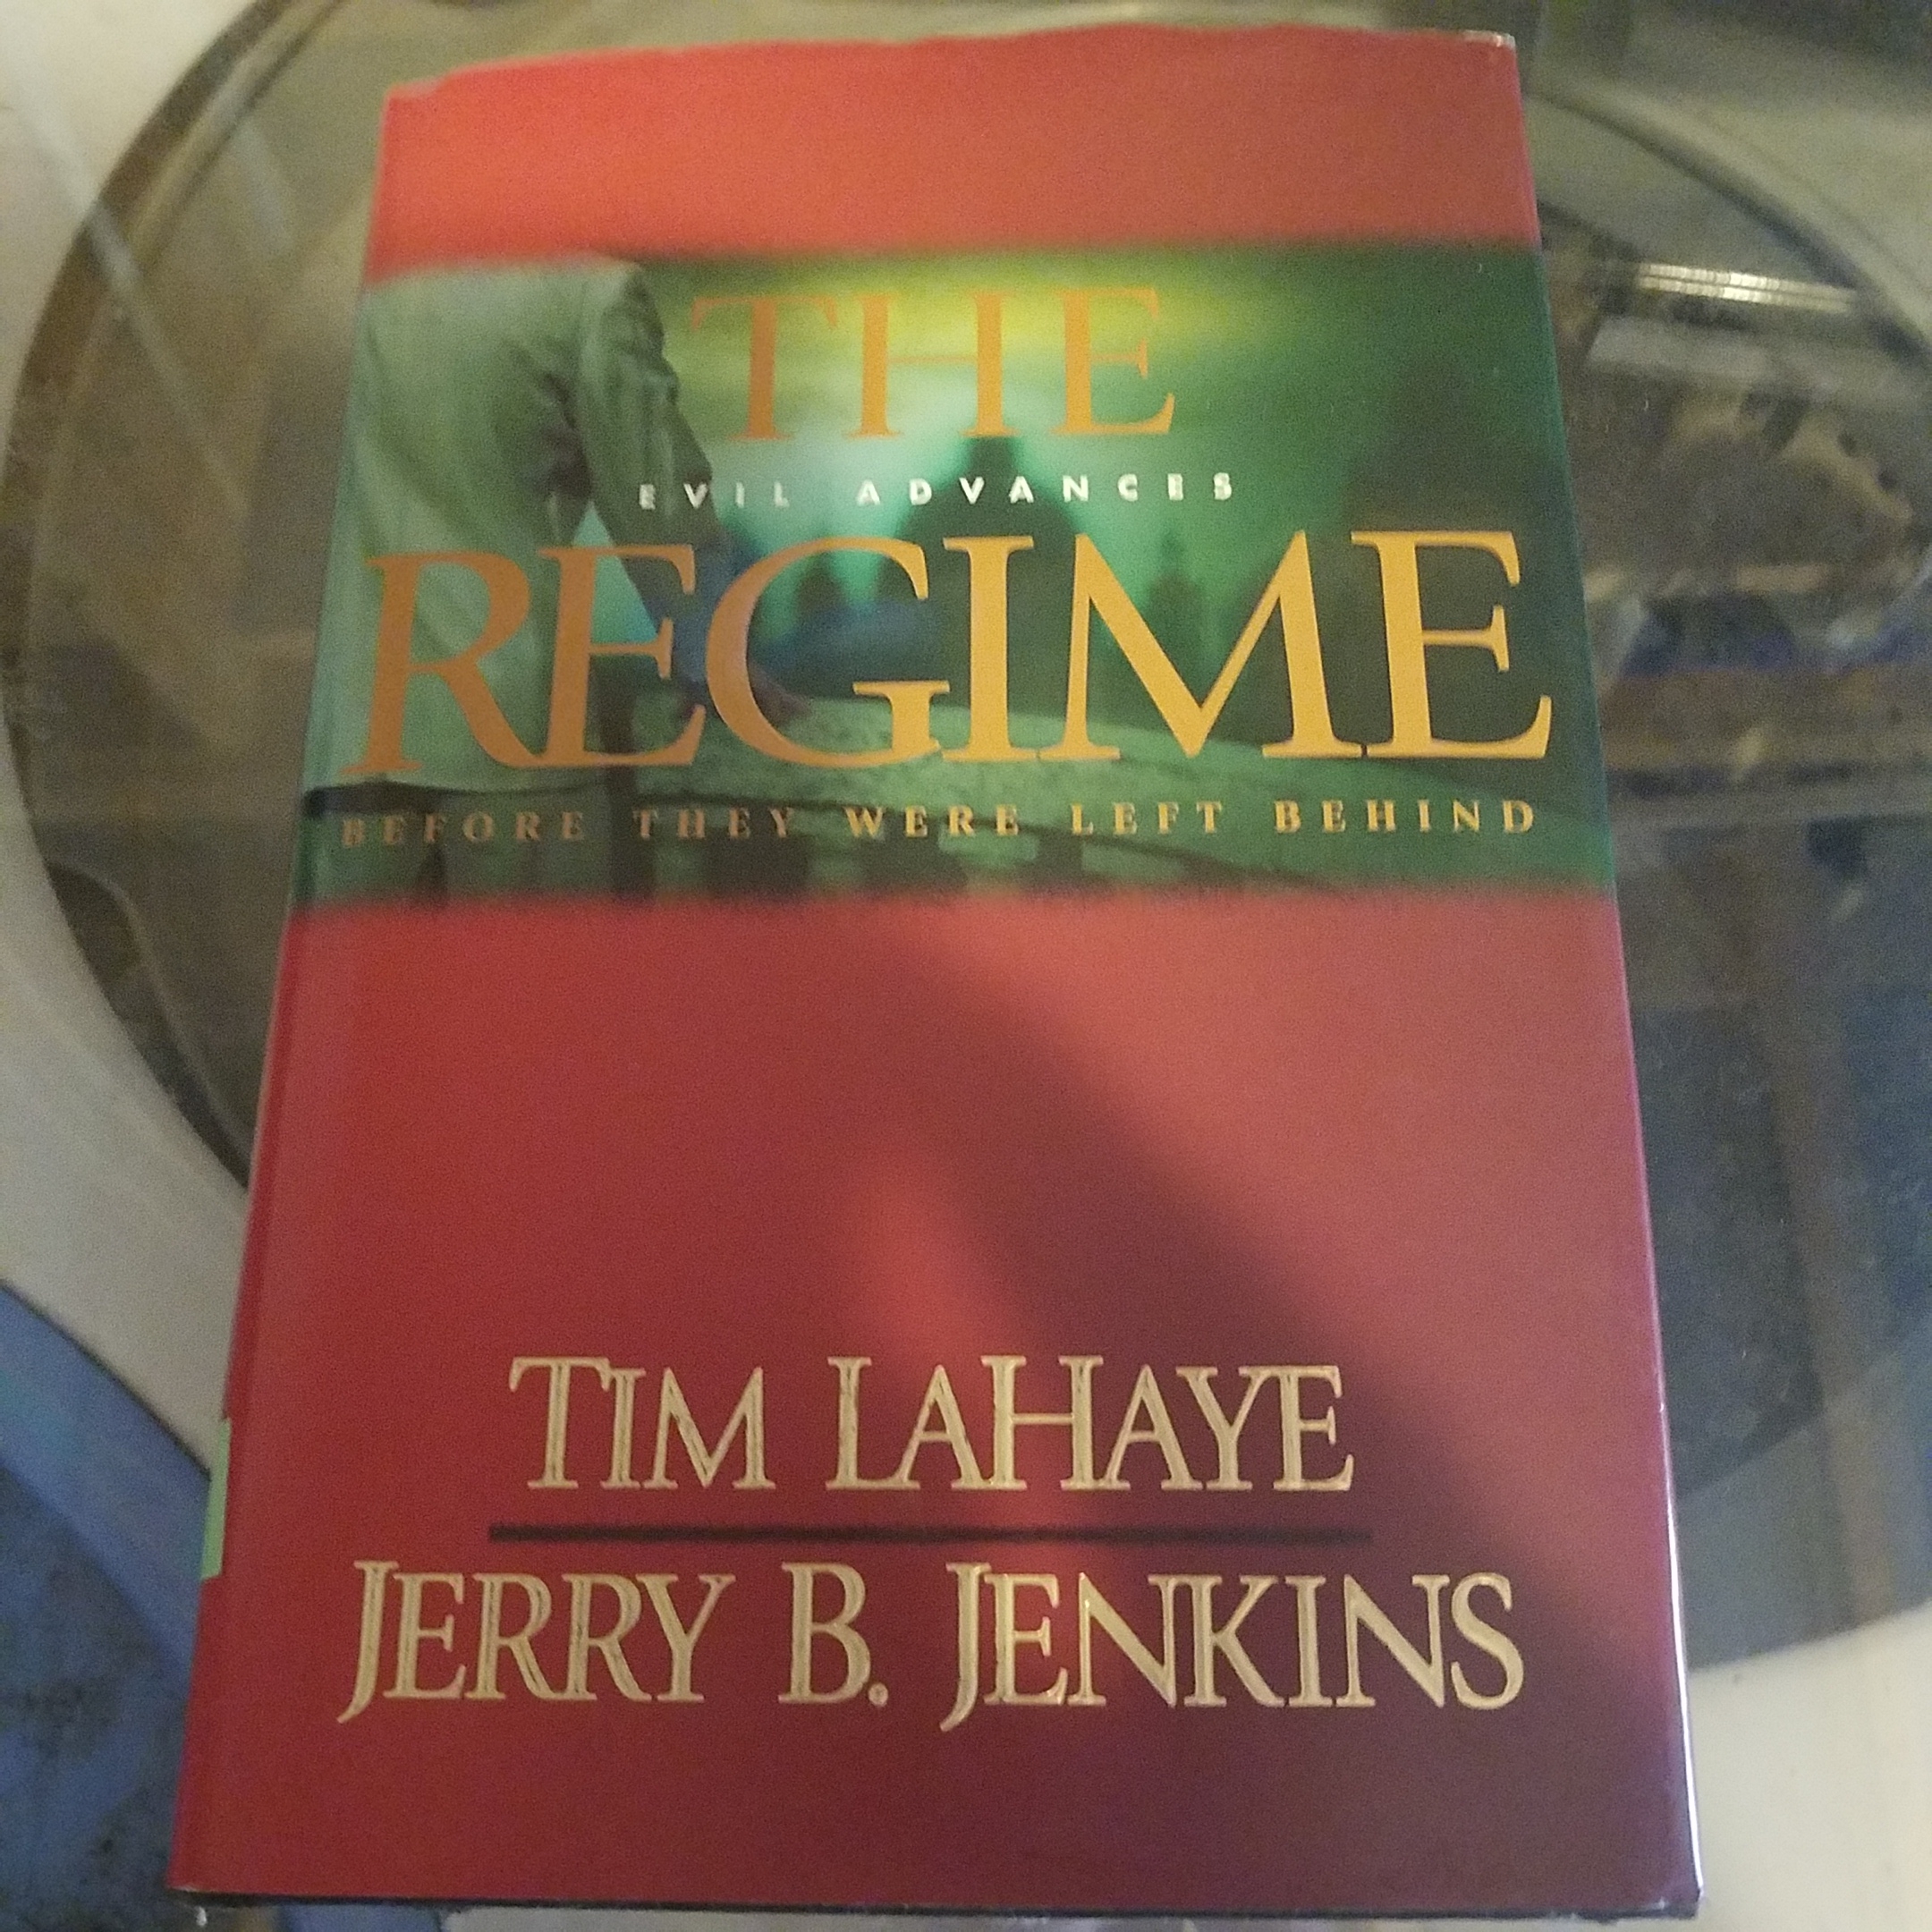 THE
EVIL ADVANCES
REGIME
BEFORE THEY WERE LEFT BEHIND
TIM LAHAYE
JERRY B. JENKINS